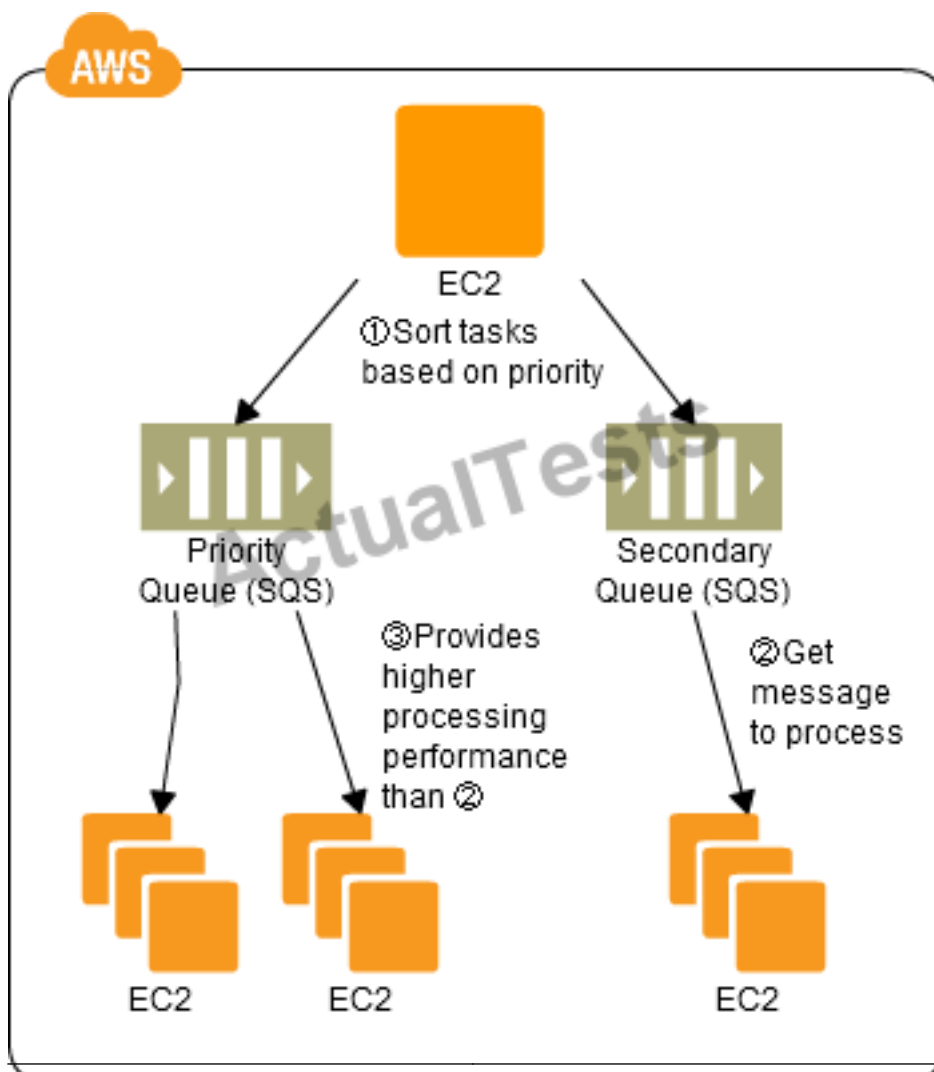 AWS
EC2
①Sort tasks
based on priority
ActualTests
Priority
Queue (SQS)
Secondary
Queue (SQS)
③Provides
higher
processing
performance
than ②
②Get
message
to process
EC2
EC2
EC2